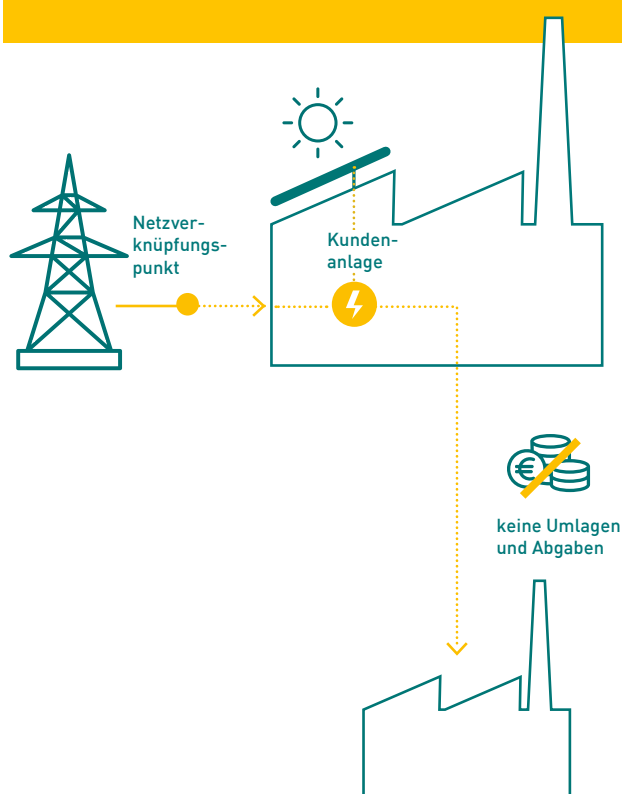 Netzver-
knüpfungs-
punkt
Kunden-
anlage
€
keine Umlagen
und Abgaben